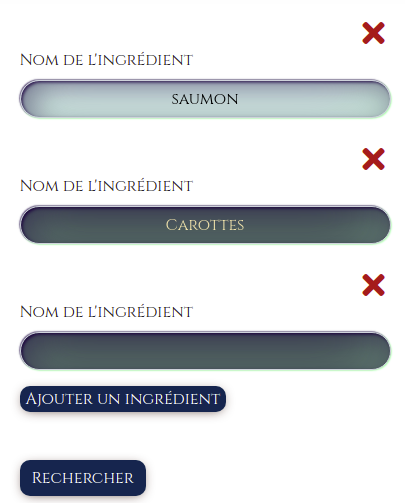 Nom de l'ingrédient
saumon
Nom de l'ingrédient
Carottes
Nom de l'ingrédient
Ajouter un ingrédient
Rechercher